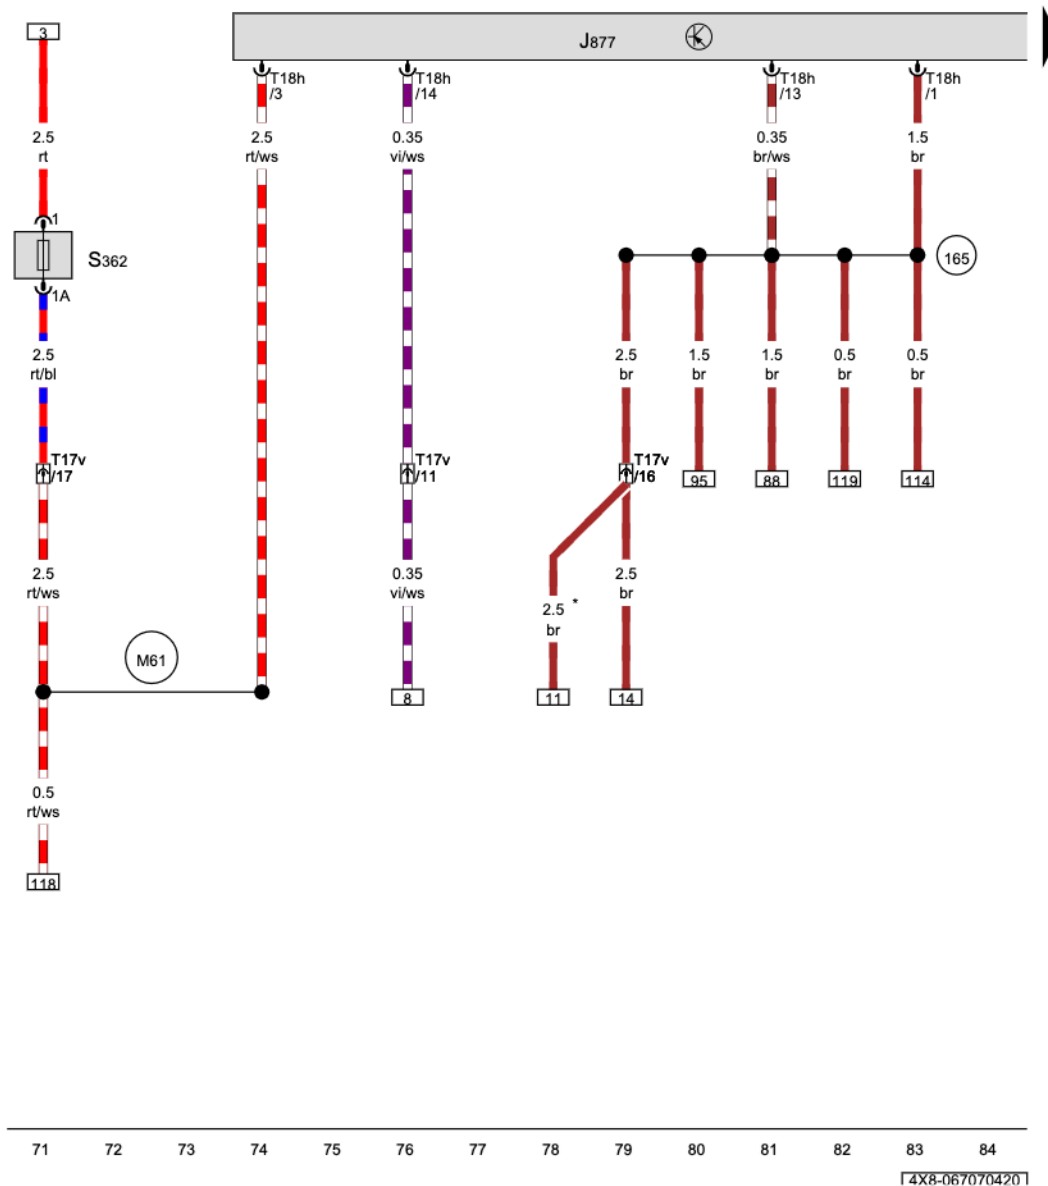 3
J877
T18h
/3
T18h
/14
T18h
/13
T18h
/1
2.5
rt
2.5
rt/ws
0.35
vi/ws
0.35
br/ws
1.5
br
1
S362
1A
165
2.5
rt/bl
2.5
br
1.5
br
1.5
br
0.5
br
0.5
br
T17v
/17
T17v
/11
T17v
/16
95
88
119
114
2.5
rt/ws
0.35
vi/ws
2.5
br
2.5 *
br
M61
8
11
14
0.5
rt/ws
118
71 72 73 74 75 76 77 78 79 80 81 82 83 84
4X8-067070420